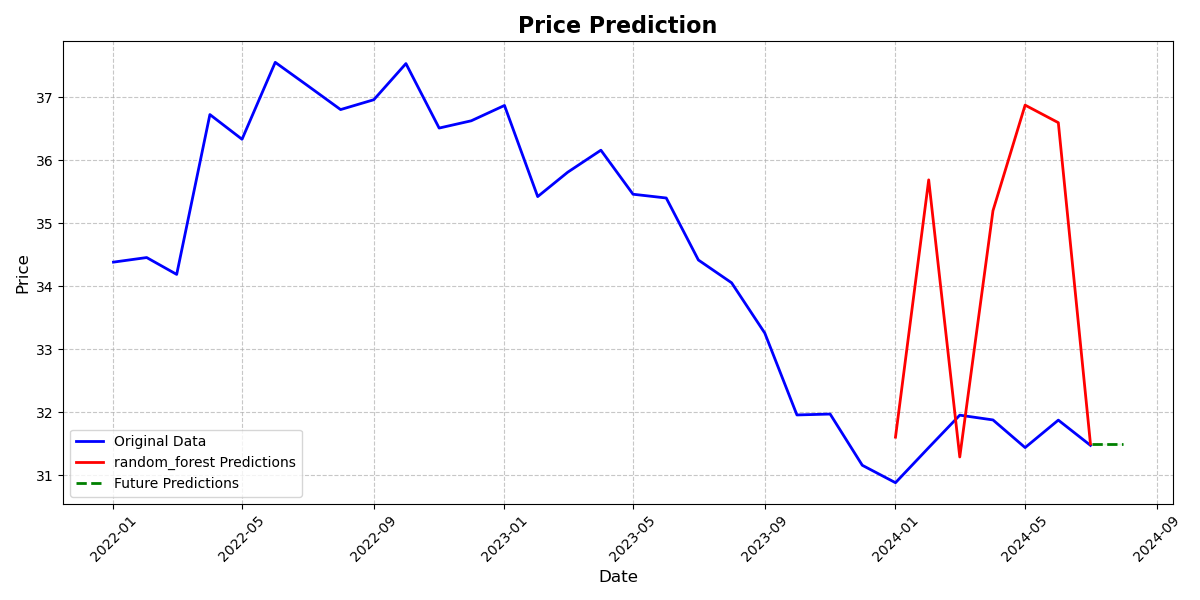 Price Prediction
Price
37
36
35
34
33
32
31
Original Data
random_forest Predictions
Future Predictions
2022-01
2022-05
2022-09
2023-01
2023-05
2023-09
2024-01
2024-05
2024-09
Date